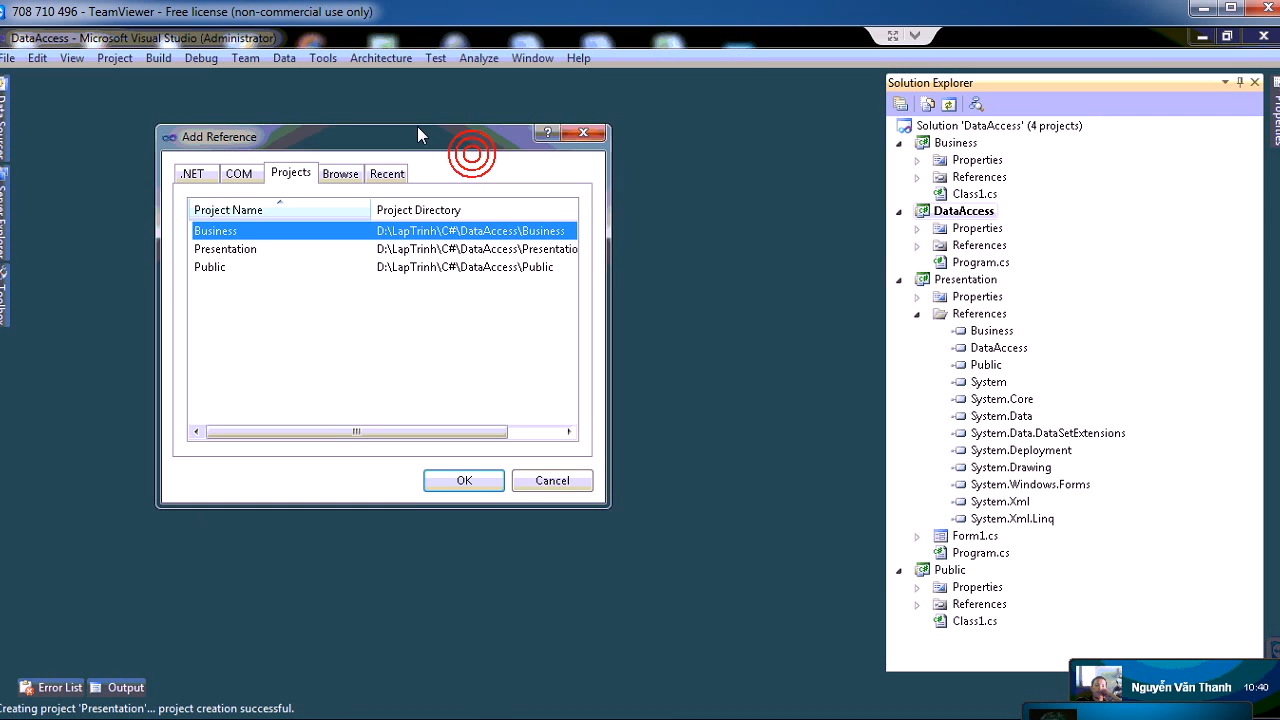 708 710 496 - TeamViewer - Free license (non-commercial use only)
DataAccess - Microsoft Visual Studio (Administrator)
File Edit View Project Build Debug Team Data Tools Architecture Test Analyze Window Help
Data Sources
Server Explorer
Toolbox
Add Reference
.NET COM Projects Browse Recent
Project Name Project Directory
Business D:\LapTrinh\C#\DataAccess\Business
Presentation D:\LapTrinh\C#\DataAccess\Presentatio
Public D:\LapTrinh\C#\DataAccess\Public
OK Cancel
Solution Explorer
Solution 'DataAccess' (4 projects)
Business
Properties
References
Class1.cs
DataAccess
Properties
References
Program.cs
Presentation
Properties
References
Business
DataAccess
Public
System
System.Core
System.Data
System.Data.DataSetExtensions
System.Deployment
System.Drawing
System.Windows.Forms
System.Xml
System.Xml.Linq
Form1.cs
Program.cs
Public
Properties
References
Class1.cs
Properties
Error List Output
Creating project 'Presentation'... project creation successful.
Nguyễn Văn Thanh 10:40